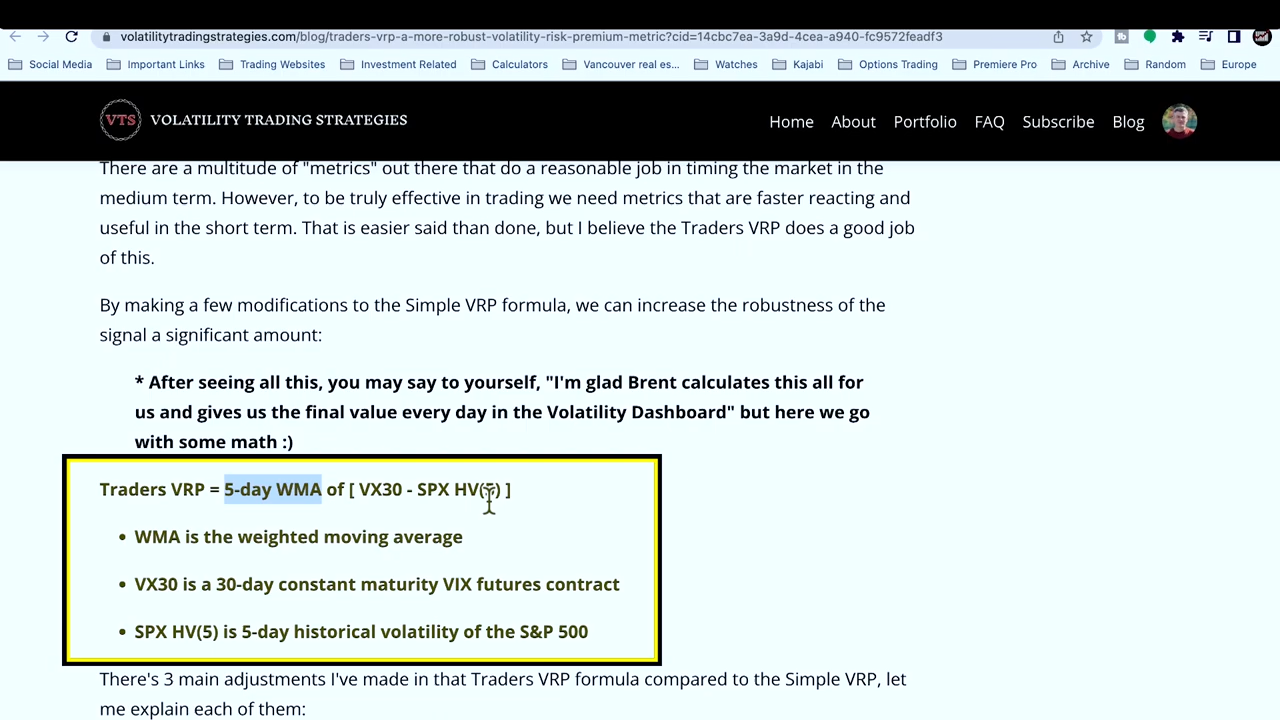 volatilitytradingstrategies.com/blog/traders-vrp-a-more-robust-volatility-risk-premium-metric?cid=14cbc7ea-3a9d-4cea-a940-fc9572feadf3
Social Media Important Links Trading Websites Investment Related Calculators Vancouver real es... Watches Kajabi Options Trading Premiere Pro Archive Random Europe
VTS VOLATILITY TRADING STRATEGIES Home About Portfolio FAQ Subscribe Blog
There are a multitude of "metrics" out there that do a reasonable job in timing the market in the
medium term. However, to be truly effective in trading we need metrics that are faster reacting and
useful in the short term. That is easier said than done, but I believe the Traders VRP does a good job
of this.
By making a few modifications to the Simple VRP formula, we can increase the robustness of the
signal a significant amount:
* After seeing all this, you may say to yourself, "I'm glad Brent calculates this all for
us and gives us the final value every day in the Volatility Dashboard" but here we go
with some math :)
Traders VRP = 5-day WMA of [ VX30 - SPX HV(5) ]
• WMA is the weighted moving average
• VX30 is a 30-day constant maturity VIX futures contract
• SPX HV(5) is 5-day historical volatility of the S&P 500
There's 3 main adjustments I've made in that Traders VRP formula compared to the Simple VRP, let
me explain each of them: